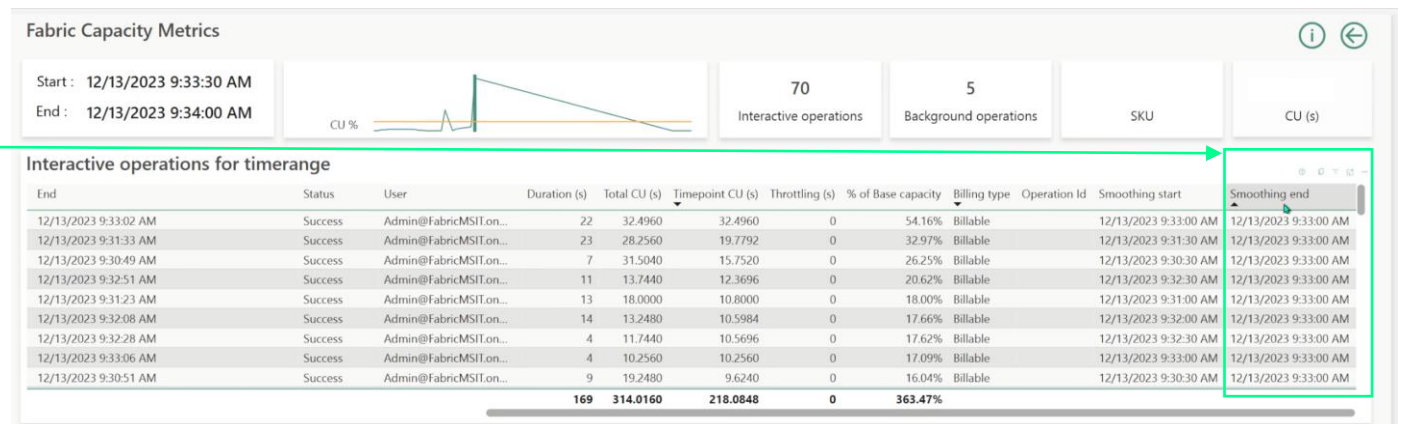 Fabric Capacity Metrics
Start : 12/13/2023 9:33:30 AM
End : 12/13/2023 9:34:00 AM
CU %
70
Interactive operations
5
Background operations
SKU
CU (s)
Interactive operations for timerange
End Status User Duration (s) Total CU (s) Timepoint CU (s) Throttling (s) % of Base capacity Billing type Operation Id Smoothing start Smoothing end
12/13/2023 9:33:02 AM Success Admin@FabricMSIT.on... 22 32.4960 32.4960 0 54.16% Billable 12/13/2023 9:33:00 AM 12/13/2023 9:33:00 AM
12/13/2023 9:31:33 AM Success Admin@FabricMSIT.on... 23 28.2560 19.7792 0 32.97% Billable 12/13/2023 9:31:30 AM 12/13/2023 9:33:00 AM
12/13/2023 9:30:49 AM Success Admin@FabricMSIT.on... 7 31.5040 15.7520 0 26.25% Billable 12/13/2023 9:30:30 AM 12/13/2023 9:33:00 AM
12/13/2023 9:32:51 AM Success Admin@FabricMSIT.on... 11 13.7440 12.3696 0 20.62% Billable 12/13/2023 9:32:30 AM 12/13/2023 9:33:00 AM
12/13/2023 9:31:23 AM Success Admin@FabricMSIT.on... 13 18.0000 10.8000 0 18.00% Billable 12/13/2023 9:31:00 AM 12/13/2023 9:33:00 AM
12/13/2023 9:32:08 AM Success Admin@FabricMSIT.on... 14 13.2480 10.5984 0 17.66% Billable 12/13/2023 9:32:00 AM 12/13/2023 9:33:00 AM
12/13/2023 9:32:28 AM Success Admin@FabricMSIT.on... 4 11.7440 10.5696 0 17.62% Billable 12/13/2023 9:32:30 AM 12/13/2023 9:33:00 AM
12/13/2023 9:33:06 AM Success Admin@FabricMSIT.on... 4 10.2560 10.2560 0 17.09% Billable 12/13/2023 9:33:00 AM 12/13/2023 9:33:00 AM
12/13/2023 9:30:51 AM Success Admin@FabricMSIT.on... 9 19.2480 9.6240 0 16.04% Billable 12/13/2023 9:30:30 AM 12/13/2023 9:33:00 AM
169 314.0160 218.0848 0 363.47%